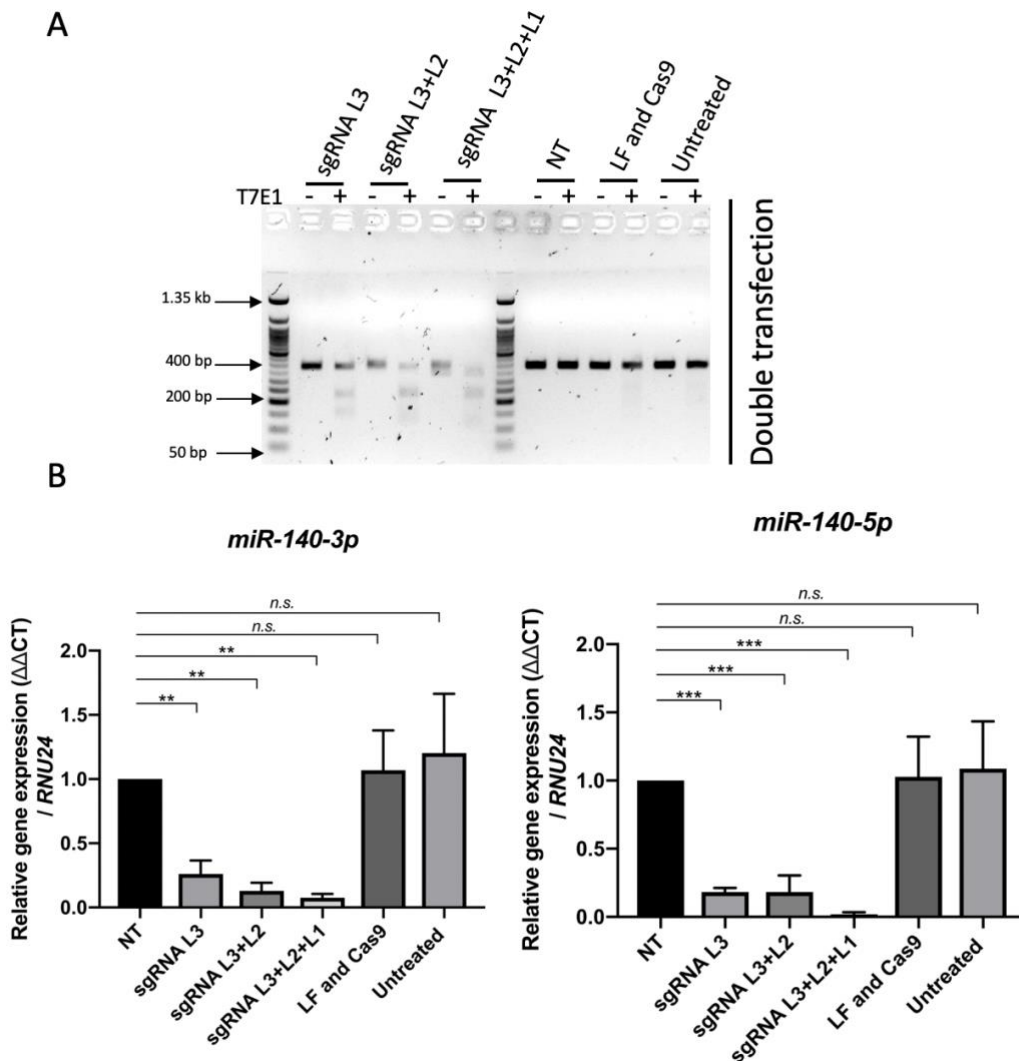 A
sgRNA L3
sgRNA L3+L2
sgRNA L3+L2+L1
NT
LF and Cas9
Untreated
T7E1 - + - + - + - + - + - +
1.35 kb
400 bp
200 bp
50 bp
Double transfection
B
miR-140-3p
n.s.
n.s.
**
**
**
Relative gene expression (ΔΔCT)
/ RNU24
2.0
1.5
1.0
0.5
0.0
NT
sgRNA L3
sgRNA L3+L2
sgRNA L3+L2+L1
LF and Cas9
Untreated
miR-140-5p
n.s.
n.s.
***
***
***
Relative gene expression (ΔΔCT)
/ RNU24
2.0
1.5
1.0
0.5
0.0
NT
sgRNA L3
sgRNA L3+L2
sgRNA L3+L2+L1
LF and Cas9
Untreated